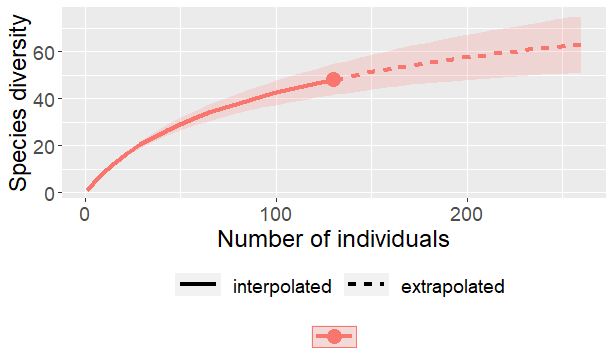 Species diversity
60
40
20
0
0 100 200
Number of individuals
interpolated extrapolated